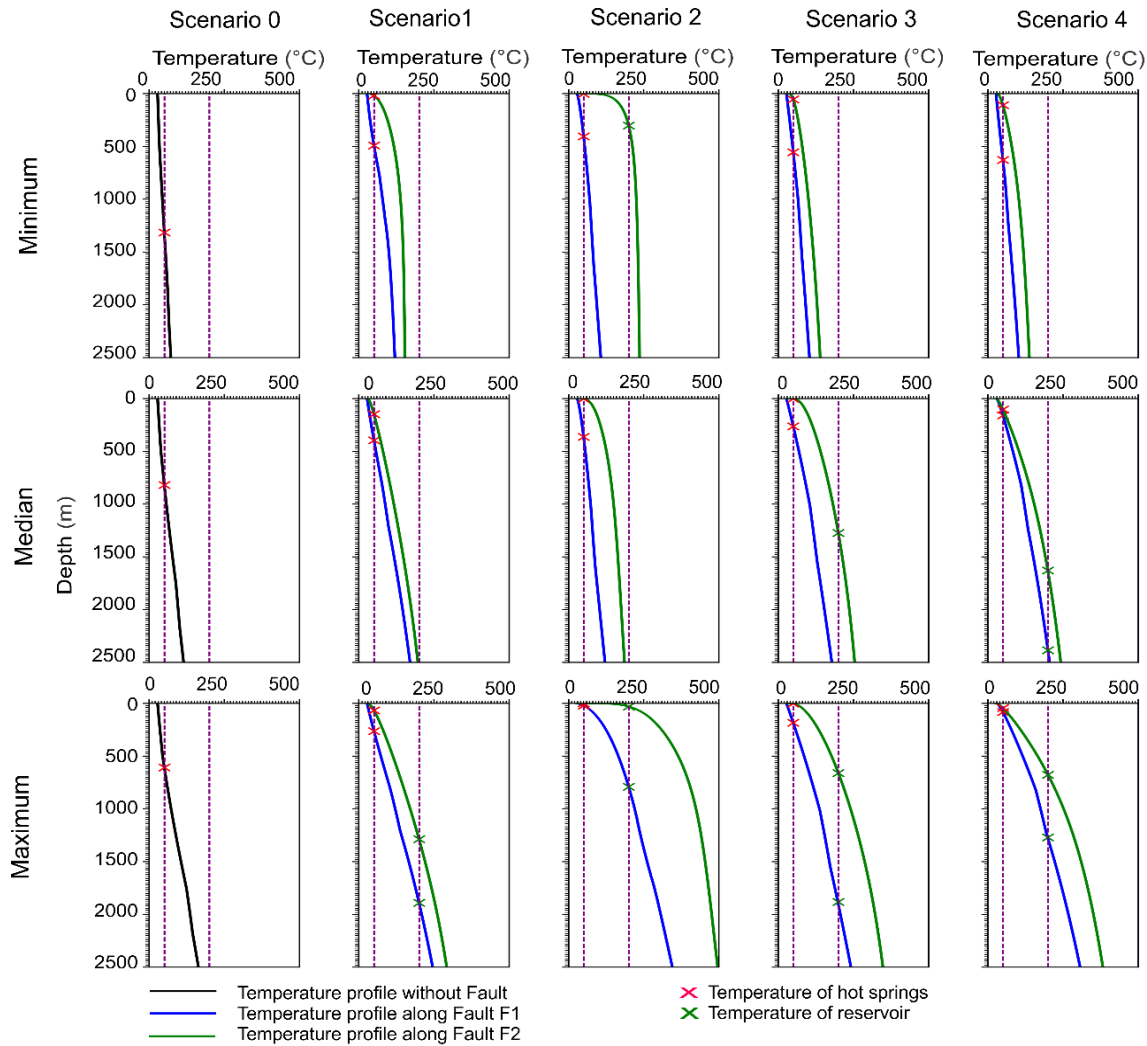 Scenario 0 Scenario1 Scenario 2 Scenario 3 Scenario 4
Temperature (°C) Temperature (°C) Temperature (°C) Temperature (°C) Temperature (°C)
0 250 500 0 250 500 0 250 500 0 250 500 0 250 500
Minimum
0
500
1000
1500
2000
2500
0 250 500 0 250 500 0 250 500 0 250 500 0 250 500
Median
Depth (m)
0
500
1000
1500
2000
2500
0 250 500 0 250 500 0 250 500 0 250 500 0 250 500
Maximum
0
500
1000
1500
2000
2500
Temperature profile without Fault
Temperature profile along Fault F1
Temperature profile along Fault F2
Temperature of hot springs
Temperature of reservoir